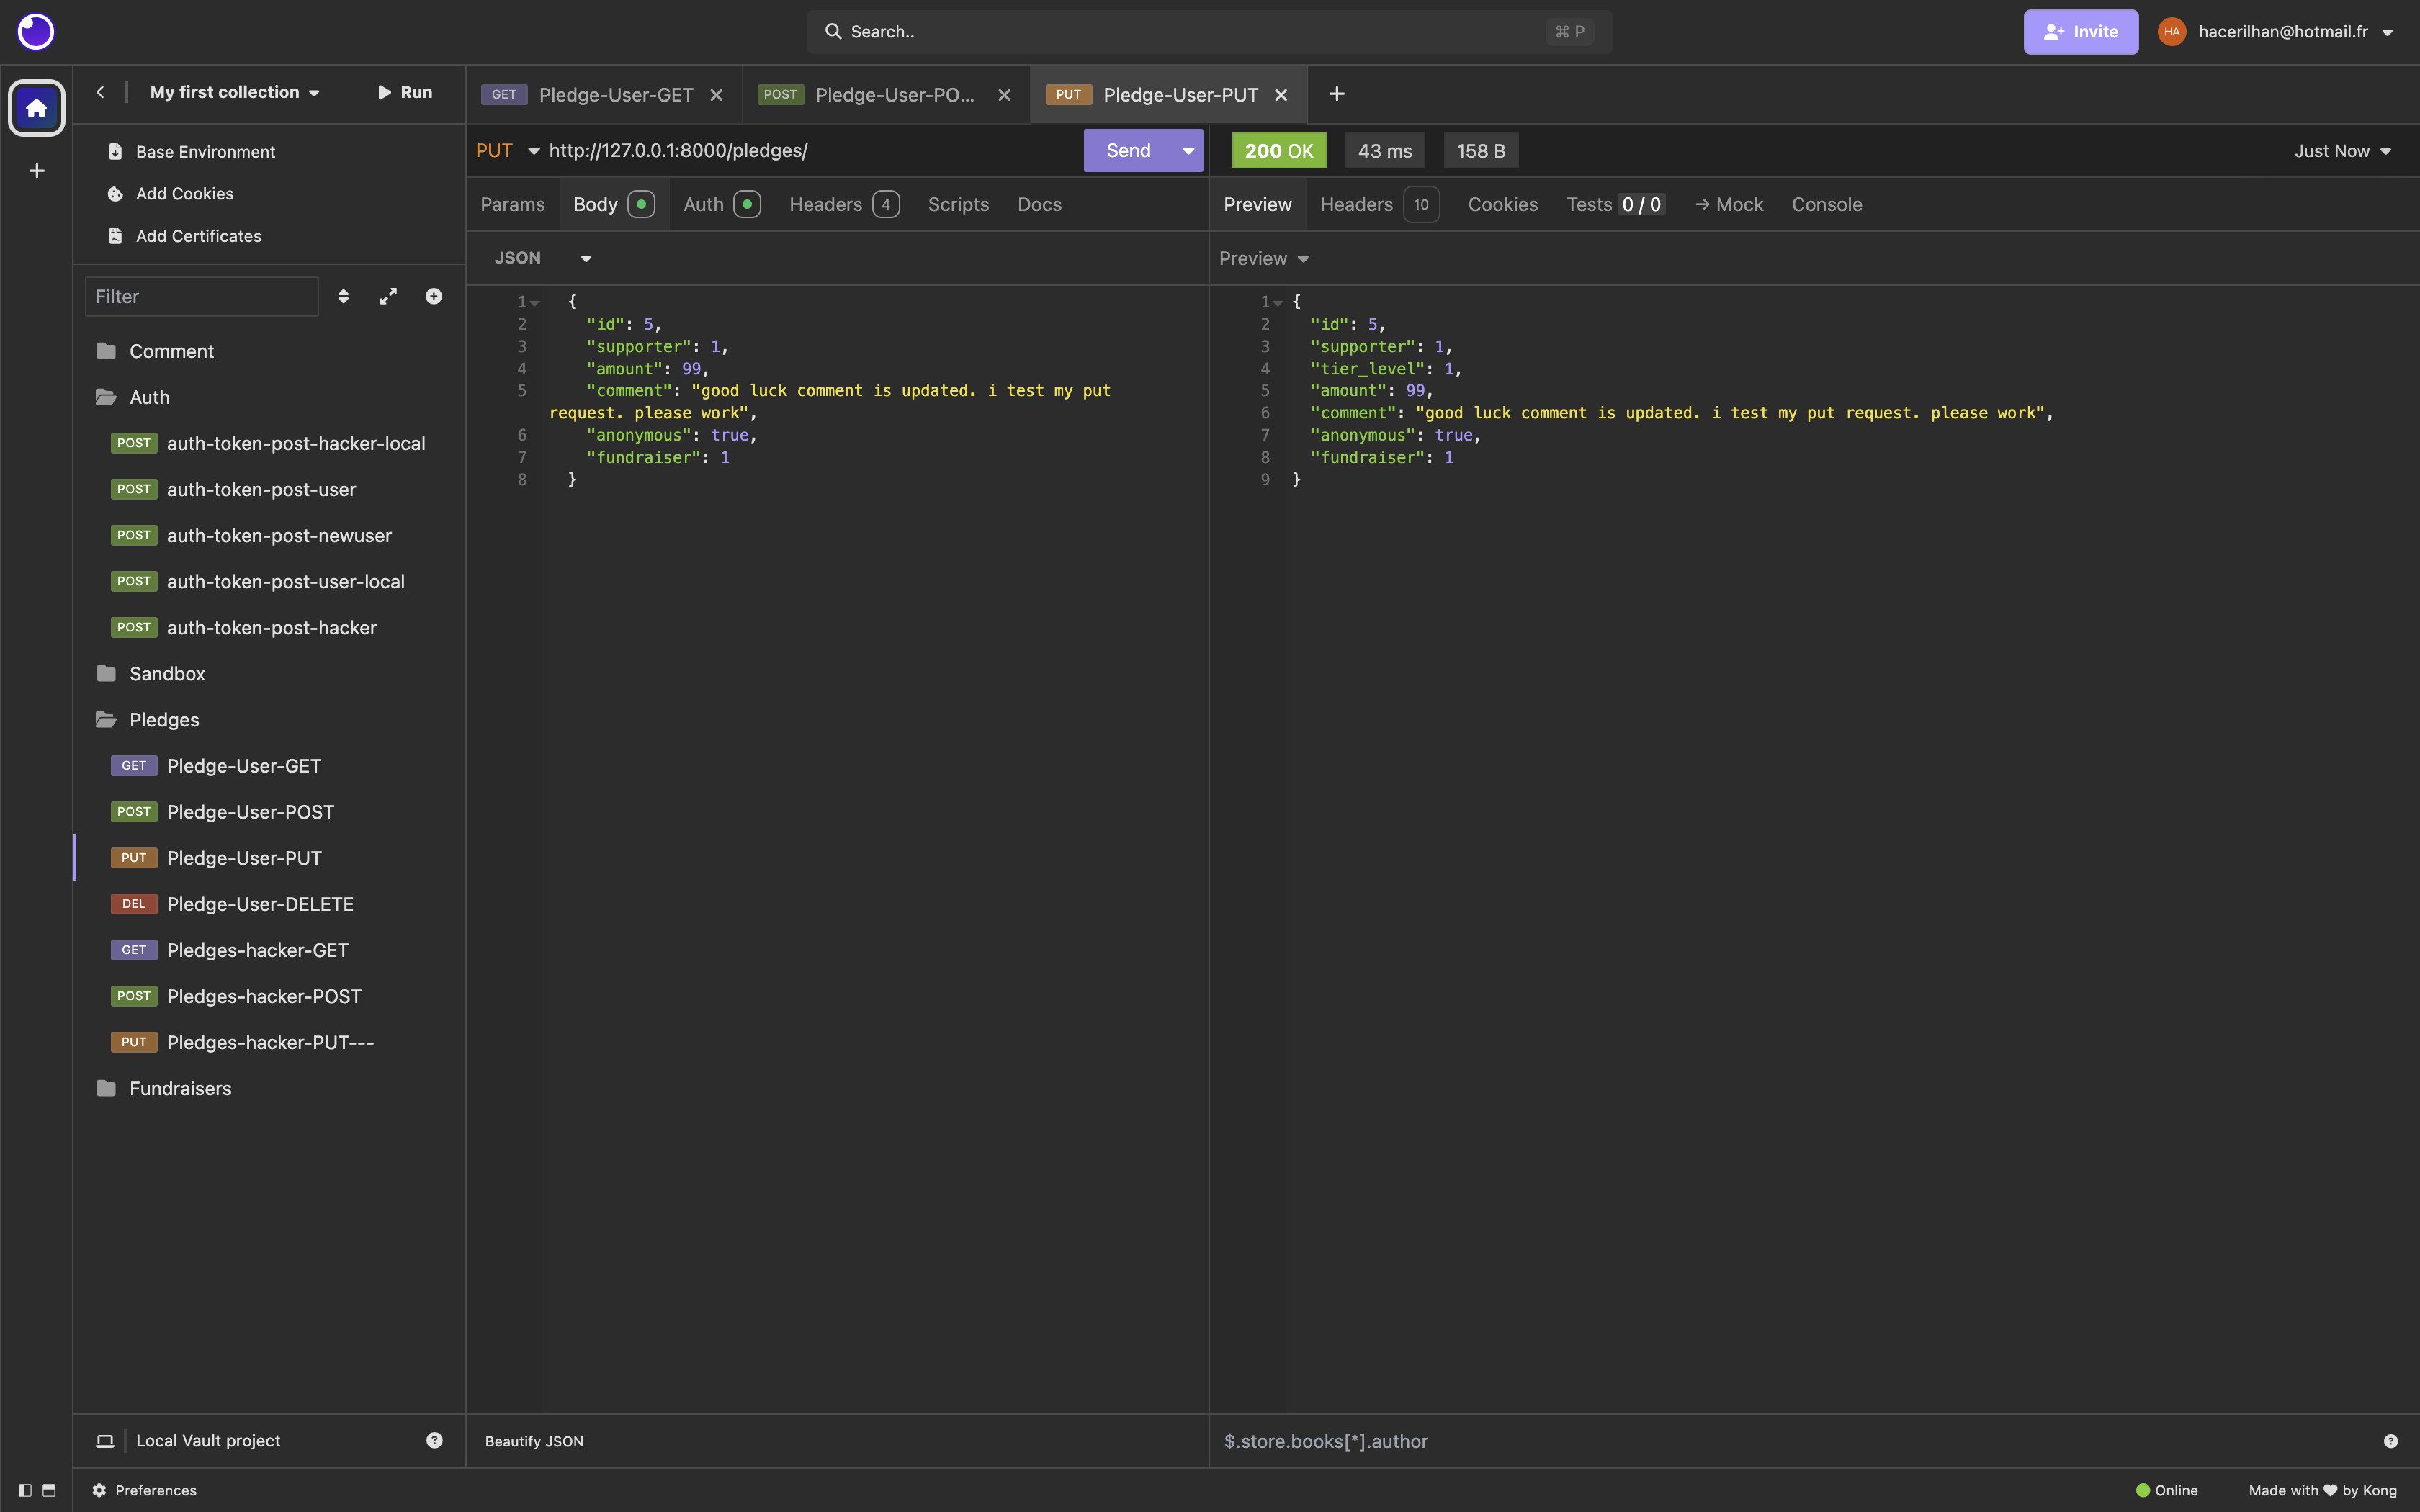 Search..
⌘ P
Invite
HA
hacerilhan@hotmail.fr
My first collection
Run
GET Pledge-User-GET
POST Pledge-User-PO...
PUT Pledge-User-PUT
Base Environment
Add Cookies
Add Certificates
Filter
Comment
Auth
POST auth-token-post-hacker-local
POST auth-token-post-user
POST auth-token-post-newuser
POST auth-token-post-user-local
POST auth-token-post-hacker
Sandbox
Pledges
GET Pledge-User-GET
POST Pledge-User-POST
PUT Pledge-User-PUT
DEL Pledge-User-DELETE
GET Pledges-hacker-GET
POST Pledges-hacker-POST
PUT Pledges-hacker-PUT---
Fundraisers
Local Vault project
PUT http://127.0.0.1:8000/pledges/
Send
Params Body Auth Headers 4 Scripts Docs
JSON
1 {
2 "id": 5,
3 "supporter": 1,
4 "amount": 99,
5 "comment": "good luck comment is updated. i test my put
request. please work",
6 "anonymous": true,
7 "fundraiser": 1
8 }
Beautify JSON
200 OK 43 ms 158 B
Just Now
Preview Headers 10 Cookies Tests 0 / 0 → Mock Console
Preview
1 {
2 "id": 5,
3 "supporter": 1,
4 "tier_level": 1,
5 "amount": 99,
6 "comment": "good luck comment is updated. i test my put request. please work",
7 "anonymous": true,
8 "fundraiser": 1
9 }
$.store.books[*].author
Preferences
Online
Made with ♥ by Kong